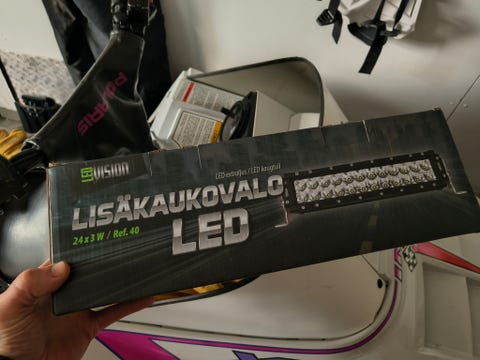 POLARIS
LEDVISION
LED extraljus / LED kaugtuli
LISÄKAUKOVALO
LED
24 x 3 W / Ref. 40